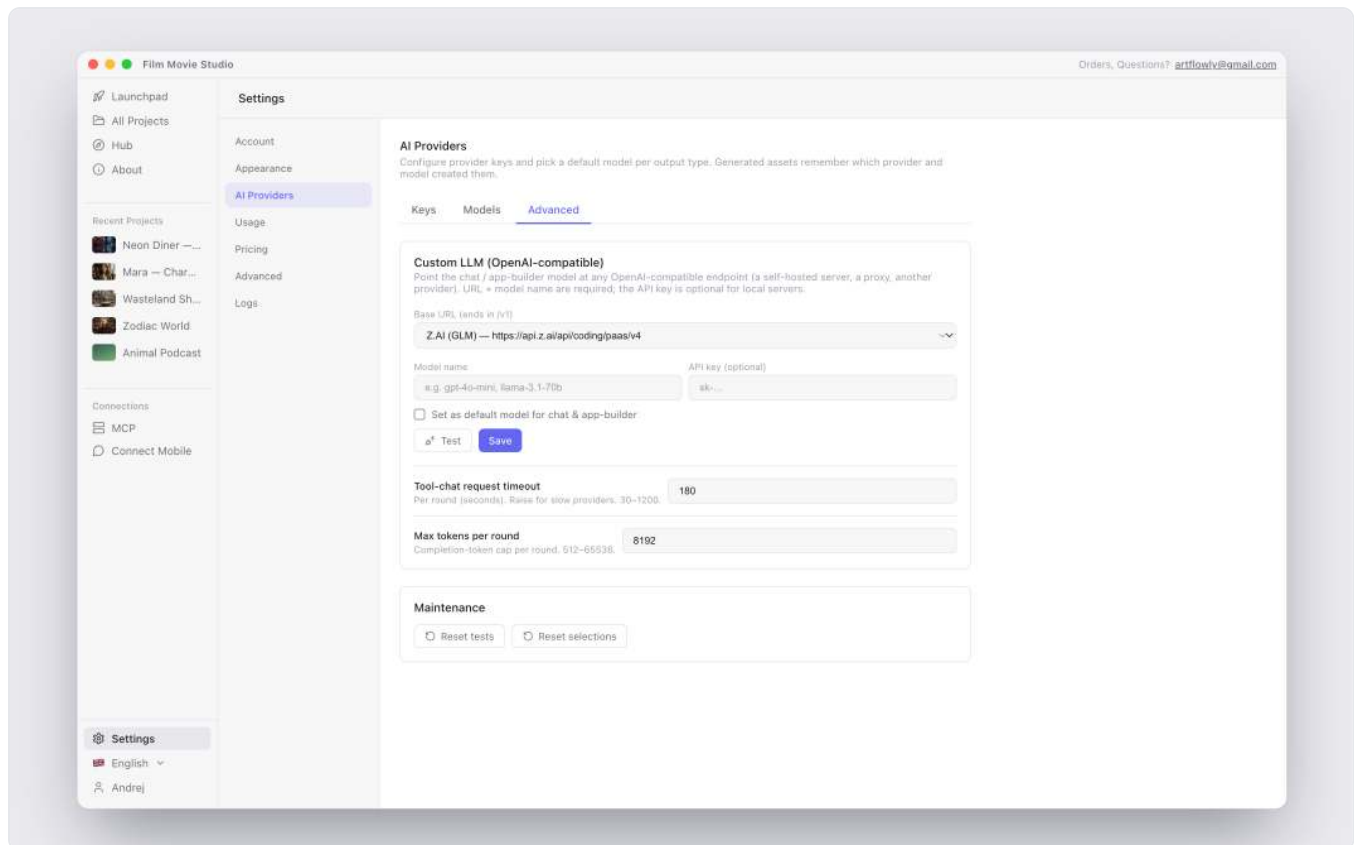 Film Movie Studio
Orders, Questions? artflowlv@gmail.com
Launchpad
All Projects
Hub
About
Recent Projects
Neon Diner —...
Mara — Char...
Wasteland Sh...
Zodiac World
Animal Podcast
Connections
MCP
Connect Mobile
Settings
English
Andrej
Settings
Account
Appearance
AI Providers
Usage
Pricing
Advanced
Logs
AI Providers
Configure provider keys and pick a default model per output type. Generated assets remember which provider and
model created them.
Keys Models Advanced
Custom LLM (OpenAI-compatible)
Point the chat / app-builder model at any OpenAI-compatible endpoint (a self-hosted server, a proxy, another
provider). URL + model name are required; the API key is optional for local servers.
Base URL (ends in /v1)
Z.AI (GLM) — https://api.z.ai/api/coding/paas/v4
Model name API key (optional)
e.g. gpt-4o-mini, llama-3.1-70b sk-...
Set as default model for chat & app-builder
Test Save
Tool-chat request timeout
Per round (seconds). Raise for slow providers. 30–1200.
180
Max tokens per round
Completion-token cap per round. 512–65536.
8192
Maintenance
Reset tests Reset selections